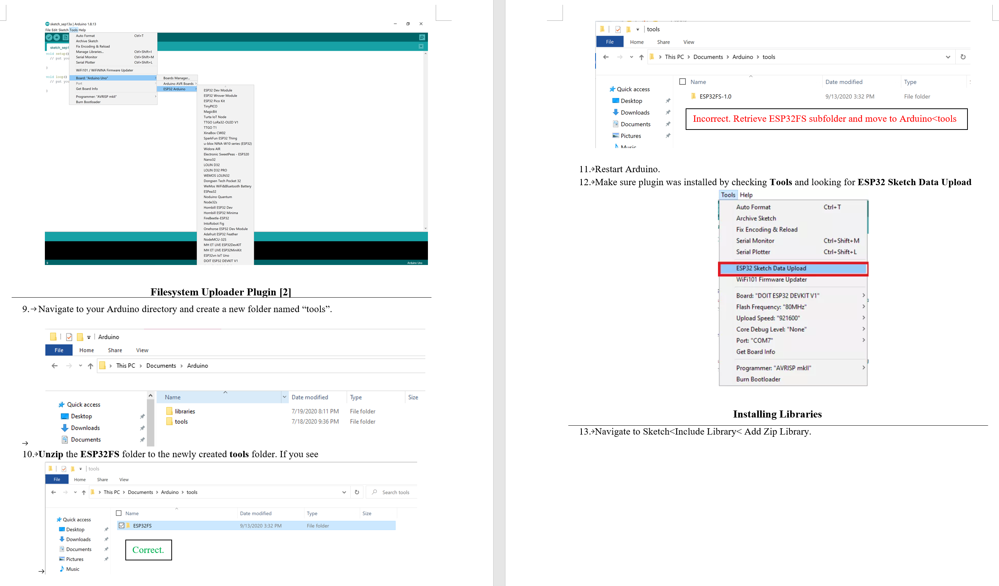 sketch_sep13a | Arduino 1.8.13
File Edit Sketch Tools Help
Auto Format Ctrl+T
Archive Sketch
Fix Encoding & Reload
Manage Libraries... Ctrl+Shift+I
Serial Monitor Ctrl+Shift+M
Serial Plotter Ctrl+Shift+L
WiFi101 / WiFiNINA Firmware Updater
Board: "Arduino Uno"
Port
Get Board Info
Programmer: "AVRISP mkII"
Burn Bootloader
sketch_sep1
void setup()
// put you
}
void loop()
// put you
}
Boards Manager...
Arduino AVR Boards
ESP32 Arduino
ESP32 Dev Module
ESP32 Wrover Module
ESP32 Pico Kit
TinyPICO
MagicBit
Turta IoT Node
TTGO LoRa32-OLED V1
TTGO T1
XinaBox CW02
SparkFun ESP32 Thing
u-blox NINA-W10 series (ESP32)
Widora AIR
Electronic SweetPeas - ESP320
Nano32
LOLIN D32
LOLIN D32 PRO
WEMOS LOLIN32
Dongsen Tech Pocket 32
WeMos WiFi&Bluetooth Battery
ESPea32
Noduino Quantum
Node32s
Hornbill ESP32 Dev
Hornbill ESP32 Minima
FireBeetle-ESP32
IntoRobot Fig
Onehorse ESP32 Dev Module
Adafruit ESP32 Feather
NodeMCU-32S
MH ET LIVE ESP32DevKIT
MH ET LIVE ESP32MiniKit
ESP32vn IoT Uno
DOIT ESP32 DEVKIT V1
9
Arduino Uno
Filesystem Uploader Plugin [2]
9.→Navigate to your Arduino directory and create a new folder named “tools”.
Arduino
File Home Share View
This PC > Documents > Arduino
Name Date modified Type Size
Quick access
Desktop
Downloads
Documents
libraries 7/19/2020 8:11 PM File folder
tools 7/18/2020 9:36 PM File folder
→
10.→Unzip the ESP32FS folder to the newly created tools folder. If you see
tools
File Home Share View
This PC > Documents > Arduino > tools Search tools
Name Date modified Type Size
Quick access
Desktop
Downloads
Documents
Pictures
Music
ESP32FS 9/13/2020 3:32 PM File folder
Correct.
→
tools
File Home Share View
This PC > Documents > Arduino > tools
Name Date modified Type
Quick access
Desktop
Downloads
Documents
Pictures
Music
ESP32FS-1.0 9/13/2020 3:32 PM File folder
Incorrect. Retrieve ESP32FS subfolder and move to Arduino<tools
11.→Restart Arduino.
12.→Make sure plugin was installed by checking Tools and looking for ESP32 Sketch Data Upload
Tools Help
Auto Format Ctrl+T
Archive Sketch
Fix Encoding & Reload
Serial Monitor Ctrl+Shift+M
Serial Plotter Ctrl+Shift+L
ESP32 Sketch Data Upload
WiFi101 Firmware Updater
Board: "DOIT ESP32 DEVKIT V1"
Flash Frequency: "80MHz"
Upload Speed: "921600"
Core Debug Level: "None"
Port: "COM7"
Get Board Info
Programmer: "AVRISP mkII"
Burn Bootloader
Installing Libraries
13.→Navigate to Sketch<Include Library< Add Zip Library.